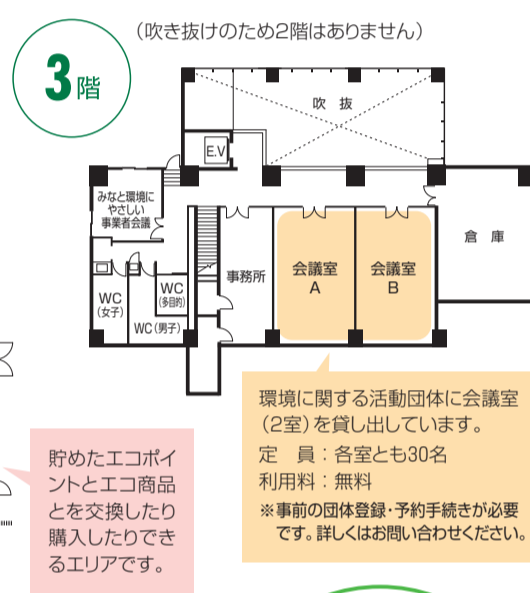 (吹き抜けのため2階はありません)
3階
吹 抜
E.V
みなと環境に
やさしい
事業者会議
倉 庫
事務所
会議室
A
会議室
B
WC
(女子)
WC
(多目的)
WC(男子)
環境に関する活動団体に会議室
(2室)を貸し出しています。
定 員:各室とも30名
利用料:無料
※事前の団体登録・予約手続きが必要
です。詳しくはお問い合わせください。
貯めたエコポイ
ントとエコ商品
とを交換したり
購入したりでき
るエリアです。